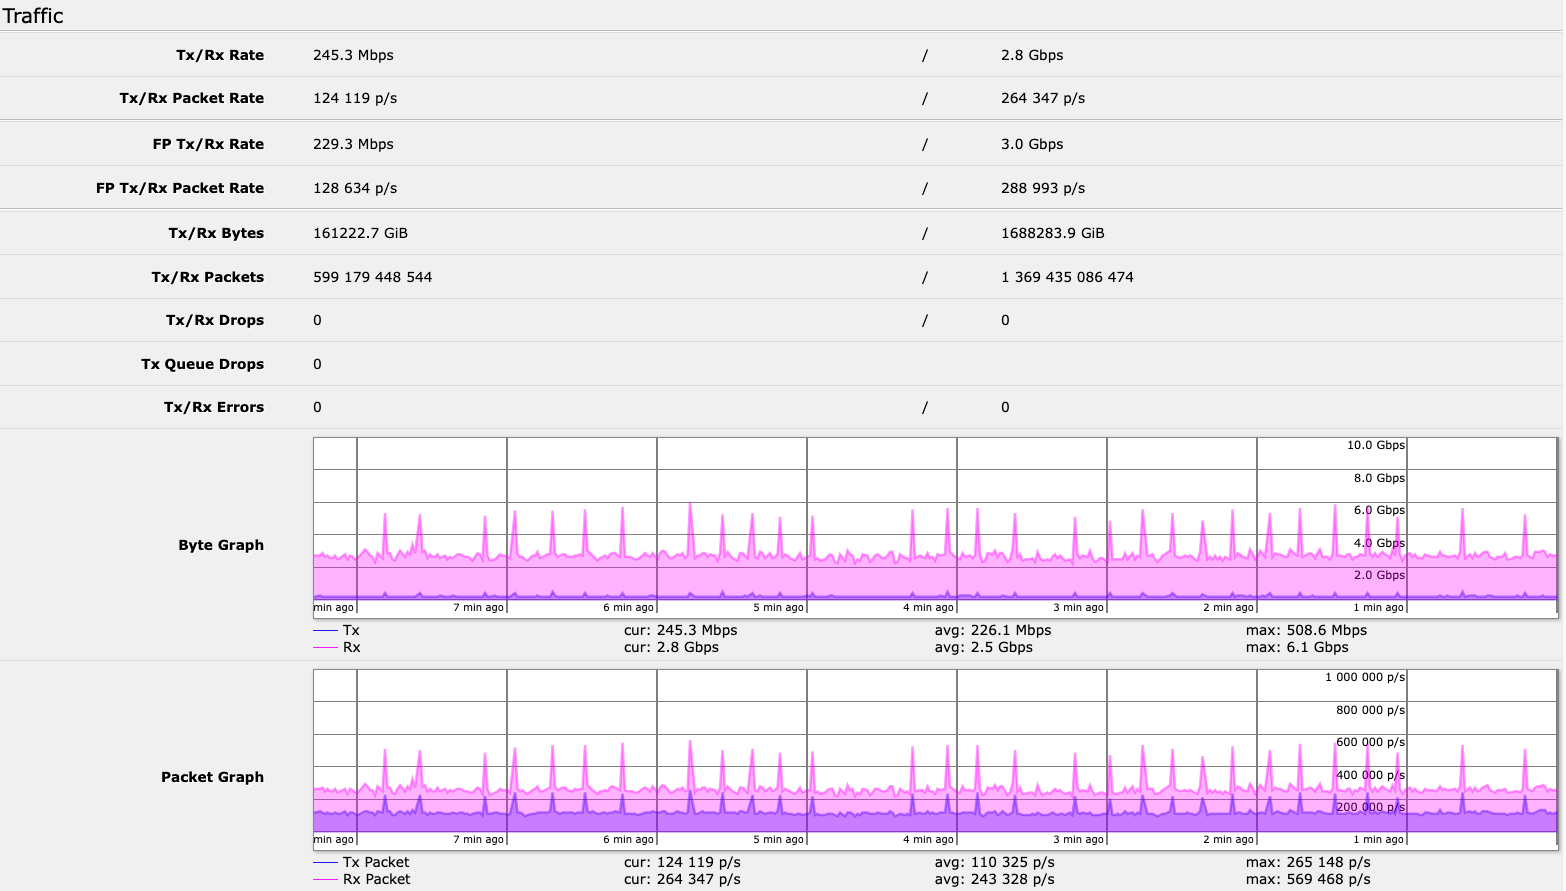 Traffic
Tx/Rx Rate 245.3 Mbps / 2.8 Gbps
Tx/Rx Packet Rate 124 119 p/s / 264 347 p/s
FP Tx/Rx Rate 229.3 Mbps / 3.0 Gbps
FP Tx/Rx Packet Rate 128 634 p/s / 288 993 p/s
Tx/Rx Bytes 161222.7 GiB / 1688283.9 GiB
Tx/Rx Packets 599 179 448 544 / 1 369 435 086 474
Tx/Rx Drops 0 / 0
Tx Queue Drops 0
Tx/Rx Errors 0 / 0
10.0 Gbps
8.0 Gbps
6.0 Gbps
Byte Graph 4.0 Gbps
2.0 Gbps
min ago 7 min ago 6 min ago 5 min ago 4 min ago 3 min ago 2 min ago 1 min ago
Tx cur: 245.3 Mbps avg: 226.1 Mbps max: 508.6 Mbps
Rx cur: 2.8 Gbps avg: 2.5 Gbps max: 6.1 Gbps
1 000 000 p/s
800 000 p/s
600 000 p/s
Packet Graph 400 000 p/s
200 000 p/s
min ago 7 min ago 6 min ago 5 min ago 4 min ago 3 min ago 2 min ago 1 min ago
Tx Packet cur: 124 119 p/s avg: 110 325 p/s max: 265 148 p/s
Rx Packet cur: 264 347 p/s avg: 243 328 p/s max: 569 468 p/s